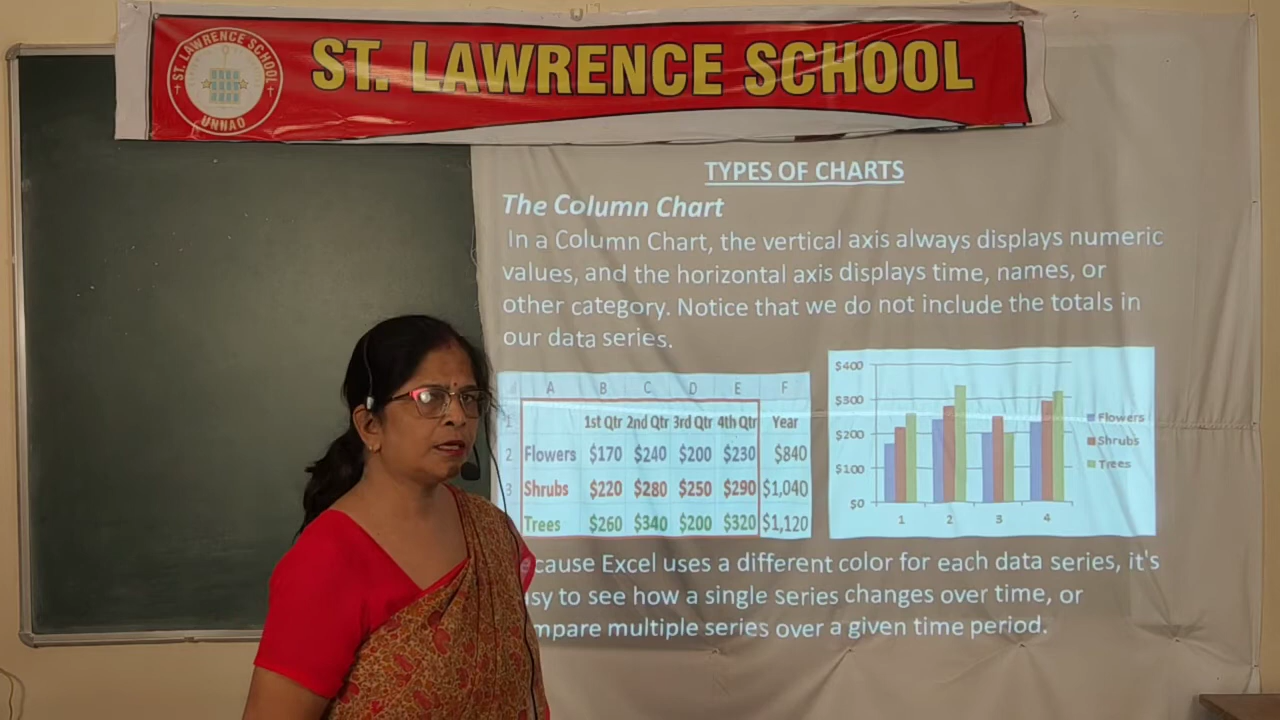 ST. LAWRENCE SCHOOL
ST. LAWRENCE SCHOOL
UNNAO
TYPES OF CHARTS
The Column Chart
In a Column Chart, the vertical axis always displays numeric
values, and the horizontal axis displays time, names, or
other category. Notice that we do not include the totals in
our data series.
A B C D E F
1 1st Qtr 2nd Qtr 3rd Qtr 4th Qtr Year
2 Flowers $170 $240 $200 $230 $840
3 Shrubs $220 $280 $250 $290 $1,040
Trees $260 $340 $200 $320 $1,120
$400
$300
$200
$100
$0
1 2 3 4
Flowers
Shrubs
Trees
cause Excel uses a different color for each data series, it's
sy to see how a single series changes over time, or
mpare multiple series over a given time period.